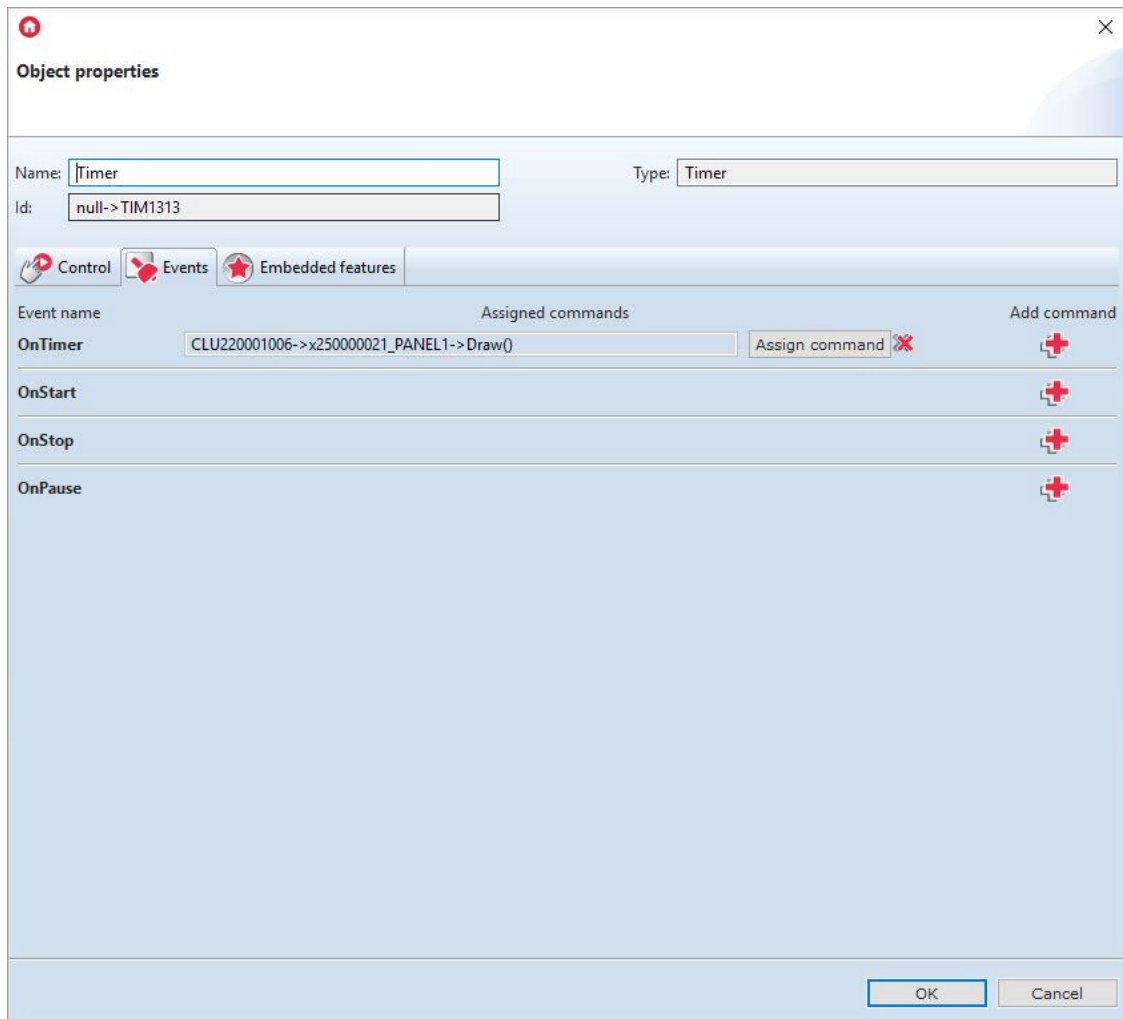 Object properties
Name: Timer Type: Timer
Id: null->TIM1313
Control Events Embedded features
Event name Assigned commands Add command
OnTimer CLU220001006->x250000021_PANEL1->Draw() Assign command
OnStart
OnStop
OnPause
OK Cancel